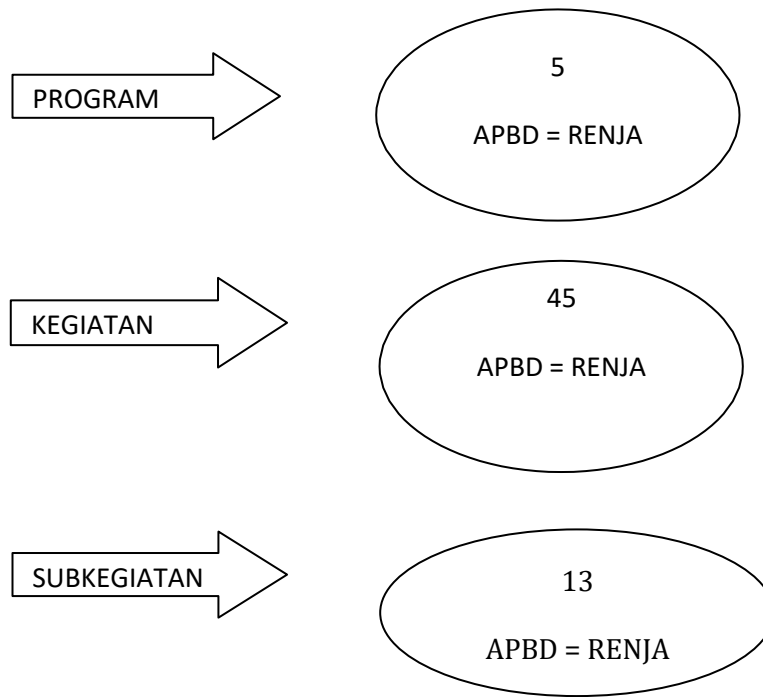 PROGRAM
5
APBD = RENJA
KEGIATAN
45
APBD = RENJA
SUBKEGIATAN
13
APBD = RENJA